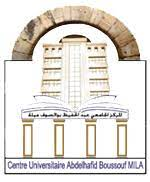 المركز الجامعي عبد الحفيظ بوالصوف ميلة
Centre Universitaire Abdelhafid Boussouf MILA